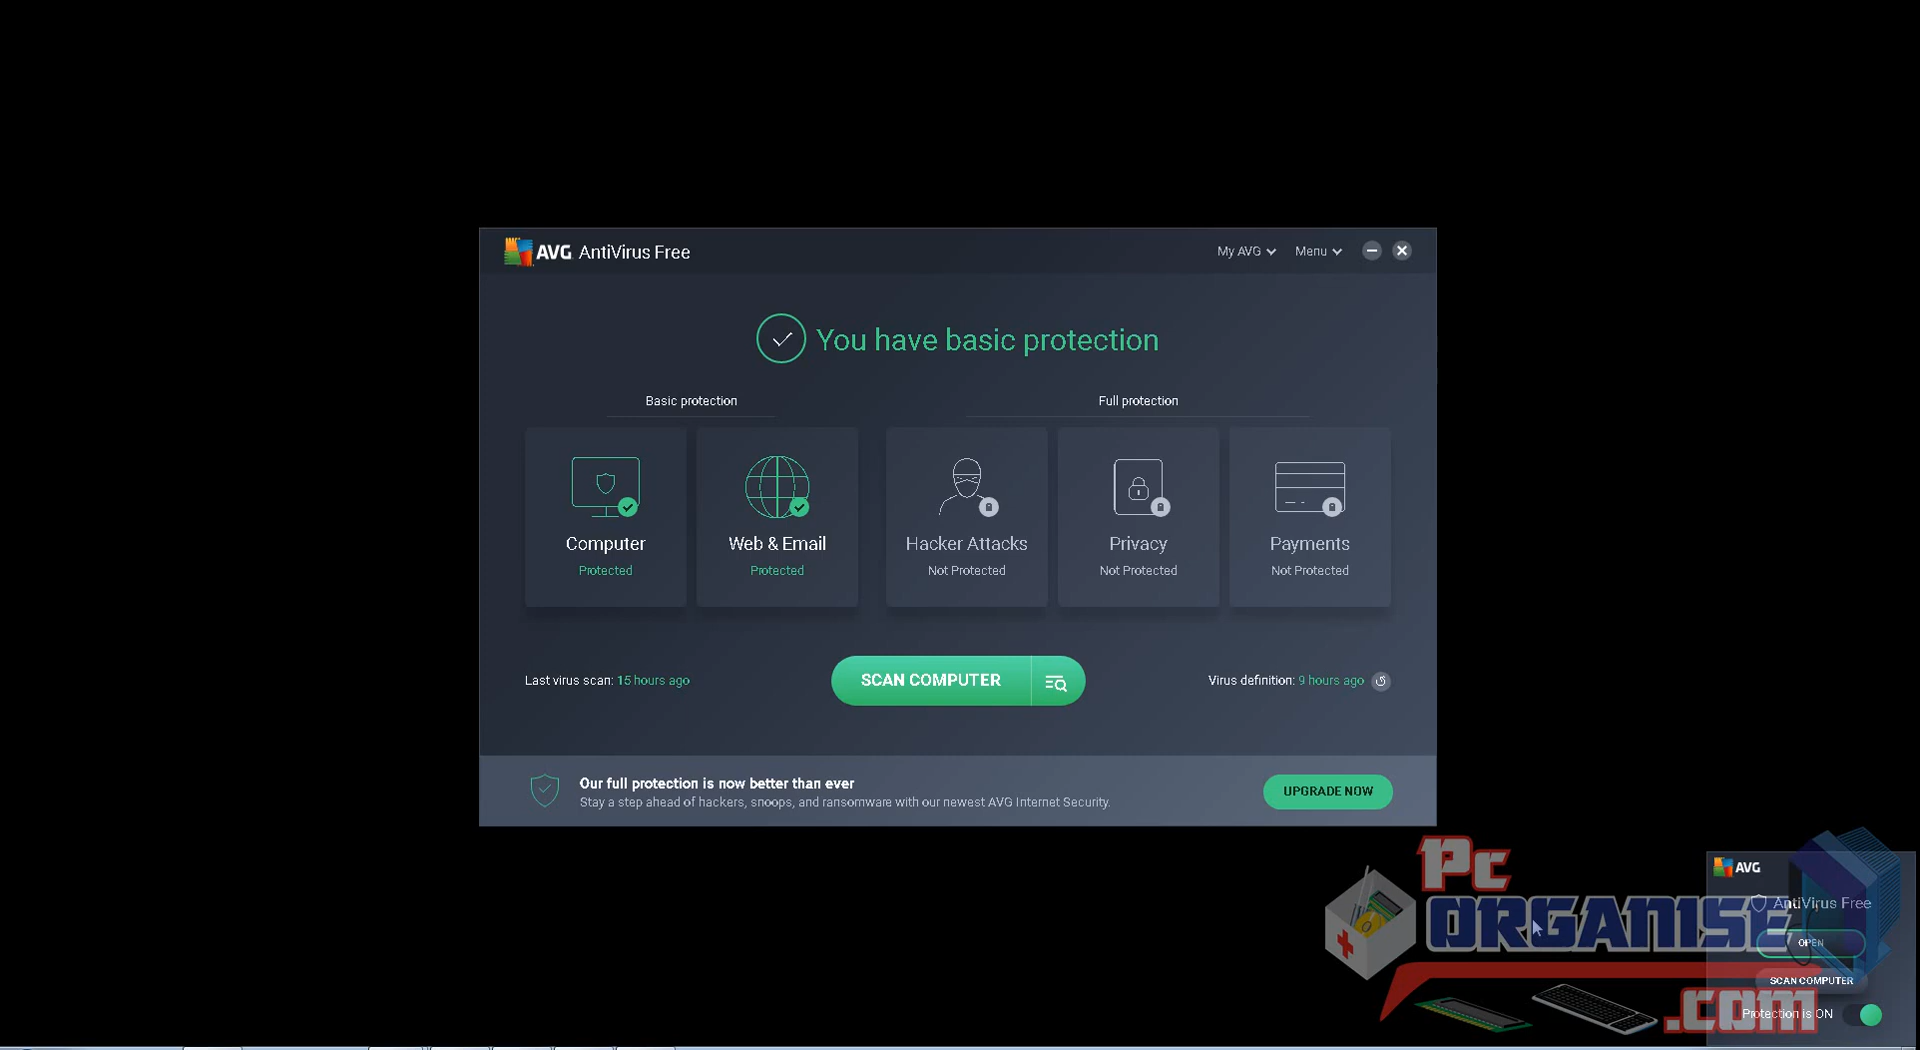 AVG AntiVirus Free
My AVG
Menu
You have basic protection
Basic protection
Full protection
Computer
Protected
Web & Email
Protected
Hacker Attacks
Not Protected
Privacy
Not Protected
Payments
Not Protected
Last virus scan: 15 hours ago
SCAN COMPUTER
Virus definition: 9 hours ago
Our full protection is now better than ever
Stay a step ahead of hackers, snoops, and ransomware with our newest AVG Internet Security.
UPGRADE NOW
Pc
ORGANISE
.com
AVG
AntiVirus Free
OPEN
SCAN COMPUTER
Protection is ON